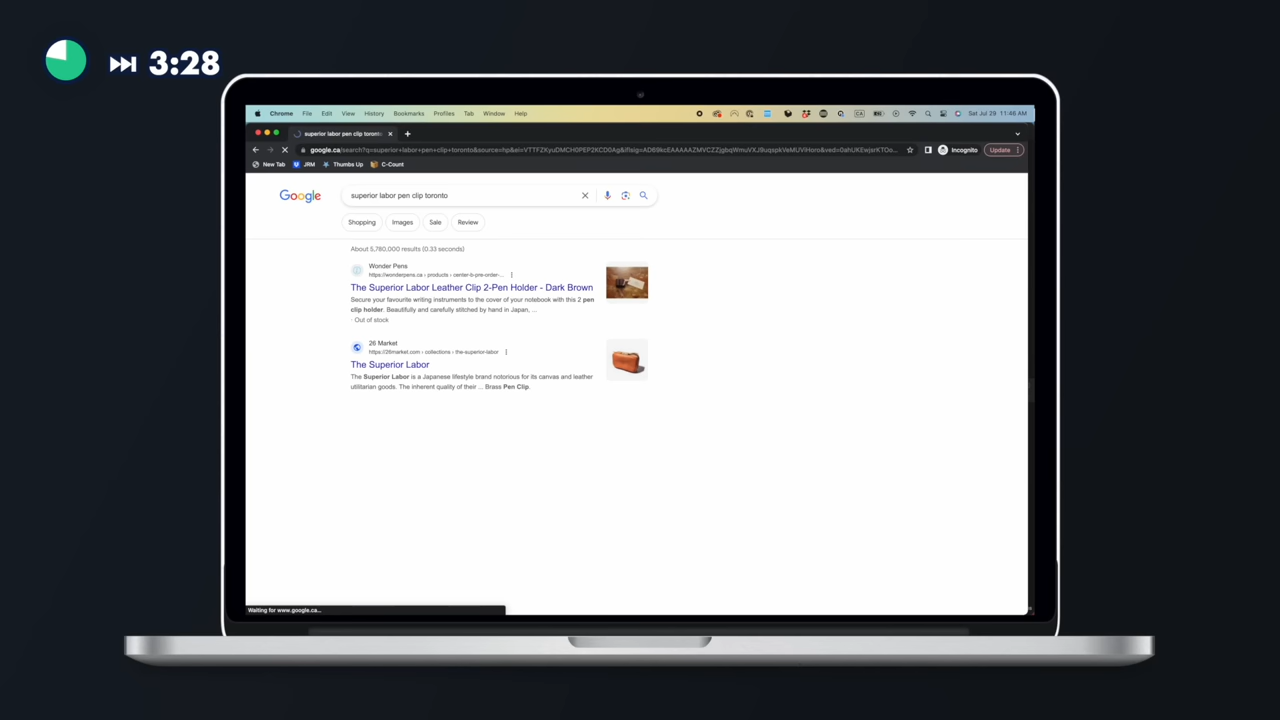 3:28
Chrome File Edit View History Bookmarks Profiles Tab Window Help
Sat Jul 29 11:46 AM
superior labor pen clip toronto
Incognito
Update
New Tab JRM Thumbs Up C-Count
Google
superior labor pen clip toronto
Shopping Images Sale Review
About 5,780,000 results (0.33 seconds)
Wonder Pens
https://wonderpens.ca › products › center-b-pre-order-...
The Superior Labor Leather Clip 2-Pen Holder - Dark Brown
Secure your favourite writing instruments to the cover of your notebook with this 2 pen
clip holder. Beautifully and carefully stitched by hand in Japan, ...
Out of stock
26 Market
https://26market.com › collections › the-superior-labor
The Superior Labor
The Superior Labor is a Japanese lifestyle brand notorious for its canvas and leather
utilitarian goods. The inherent quality of their ... Brass Pen Clip.
Waiting for www.google.ca...